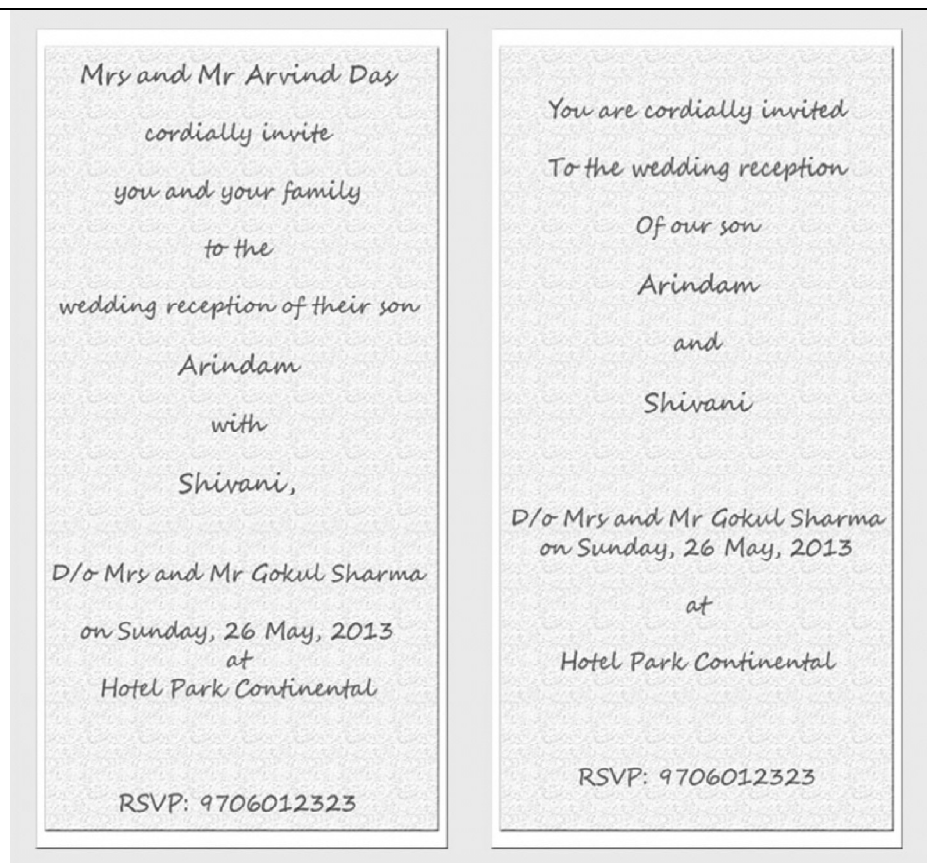 Mrs and Mr Arvind Das
cordially invite
you and your family
to the
wedding reception of their son
Arindam
with
Shivani,
D/o Mrs and Mr Gokul Sharma
on Sunday, 26 May, 2013
at
Hotel Park Continental
RSVP: 9706012323
You are cordially invited
To the wedding reception
Of our son
Arindam
and
Shivani
D/o Mrs and Mr Gokul Sharma
on Sunday, 26 May, 2013
at
Hotel Park Continental
RSVP: 9706012323